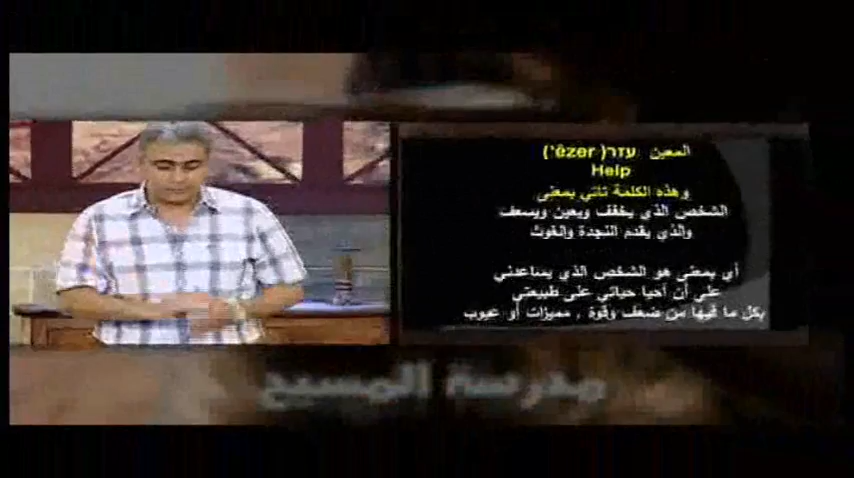 المعين עזר( 'êzer)
Help
وهذه الكلمة تأتي بمعنى
الشخص الذي يخفف ويعين ويسعف
والذي يقدم النجدة والغوث
أي بمعنى هو الشخص الذي يساعدني
على أن أحيا حياتي على طبيعتي
بكل ما فيها من ضعف وقوة , مميزات أو عيوب
مدرسة المسيح